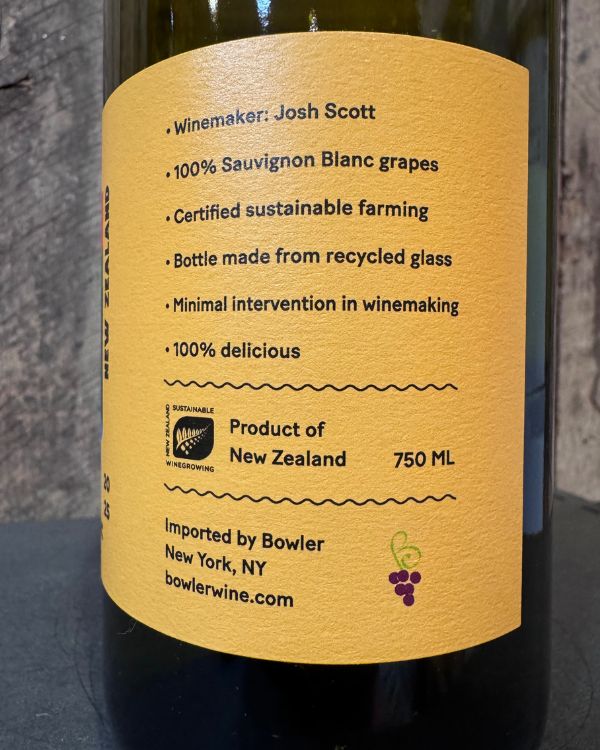 • Winemaker: Josh Scott
• 100% Sauvignon Blanc grapes
• Certified sustainable farming
• Bottle made from recycled glass
• Minimal intervention in winemaking
• 100% delicious
NEW ZEALAND
SUSTAINABLE
NEW ZEALAND
WINEGROWING
Product of
New Zealand
750 ML
Imported by Bowler
New York, NY
bowlerwine.com